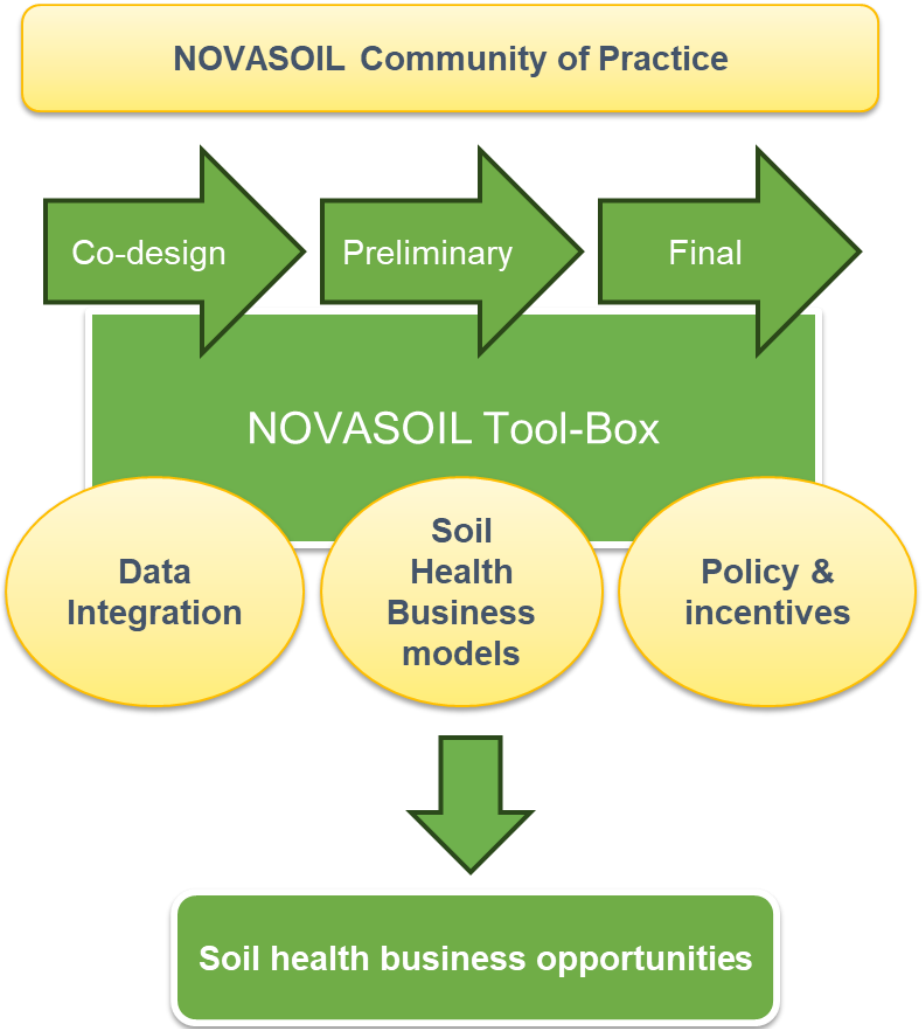 NOVASOIL Community of Practice
Co-design
Preliminary
Final
NOVASOIL Tool-Box
Data
Integration
Soil
Health
Business
models
Policy &
incentives
Soil health business opportunities